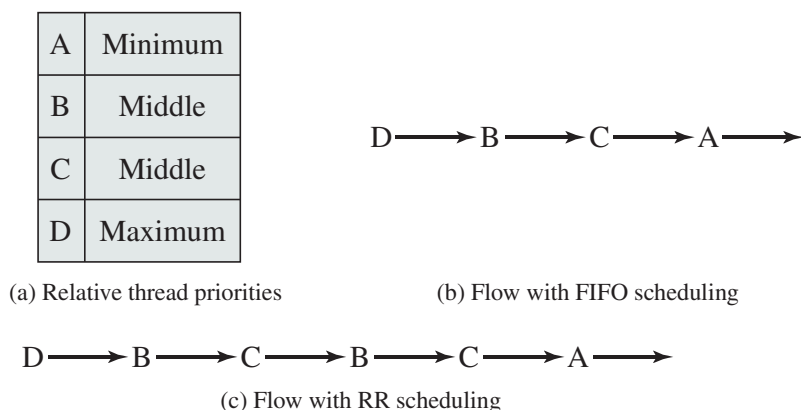 A Minimum
B Middle
C Middle
D Maximum
(a) Relative thread priorities
D B C A
(b) Flow with FIFO scheduling
D B C B C A
(c) Flow with RR scheduling